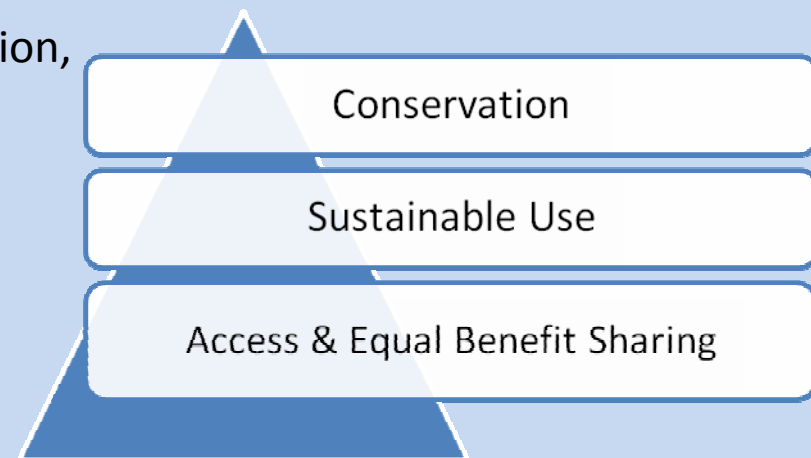 ion,
Conservation
Sustainable Use
Access & Equal Benefit Sharing